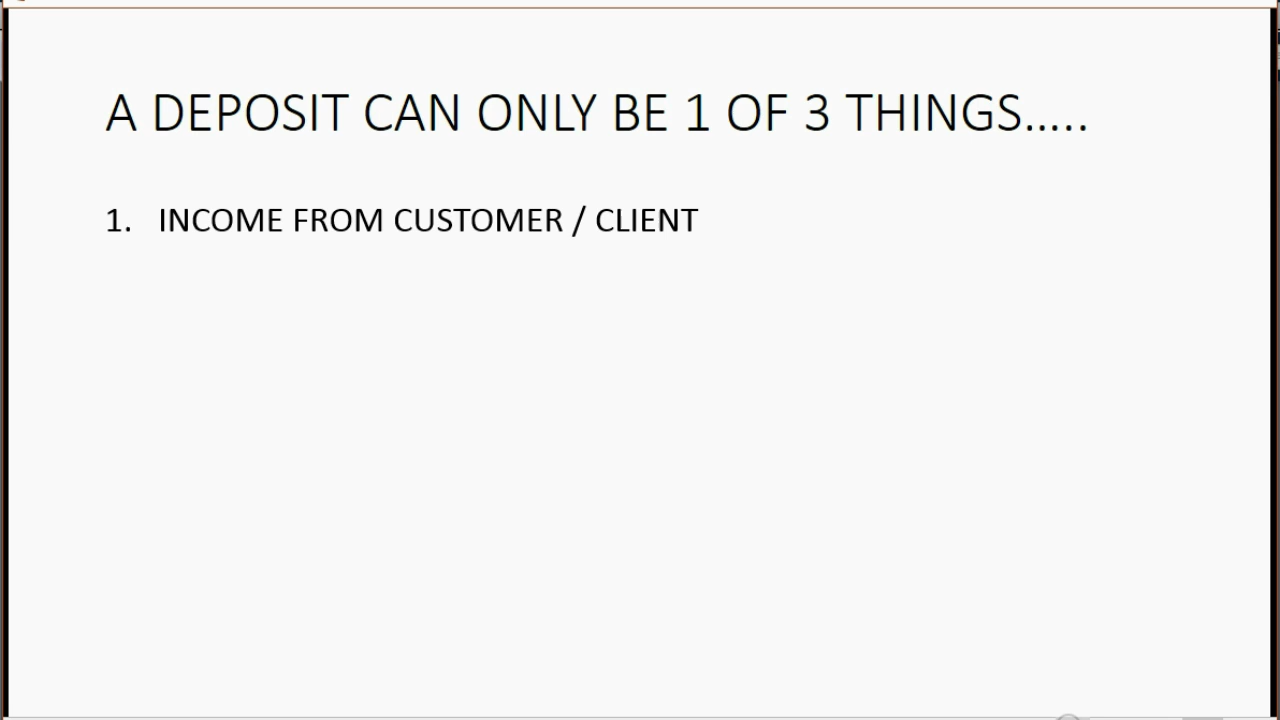 A DEPOSIT CAN ONLY BE 1 OF 3 THINGS.....
1. INCOME FROM CUSTOMER / CLIENT